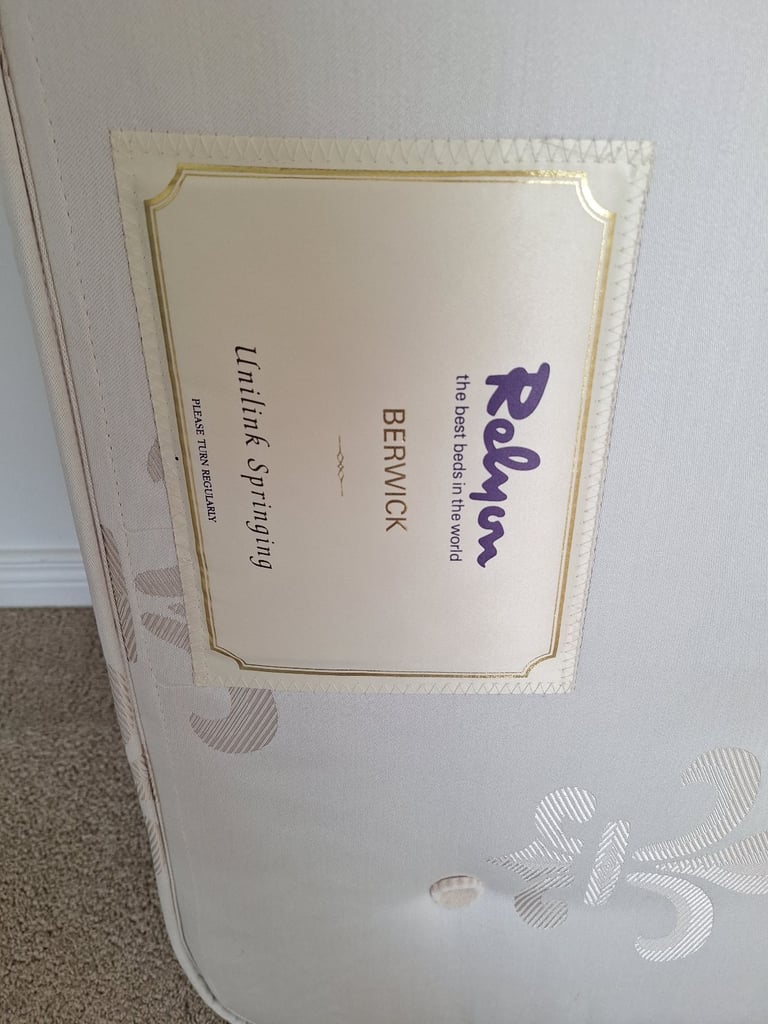 Relyon
the best beds in the world
BERWICK
Unilink Springing
PLEASE TURN REGULARLY